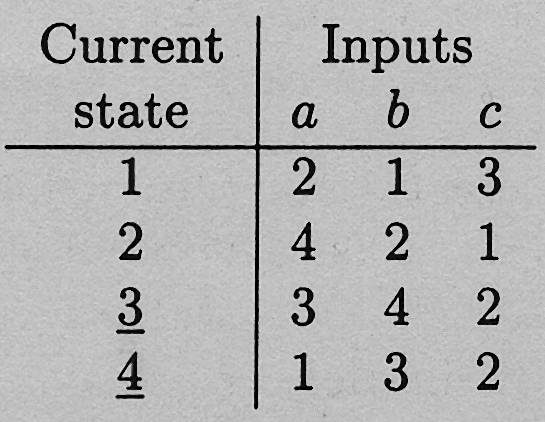 Current Inputs
state a b c
1 2 1 3
2 4 2 1
3 3 4 2
4 1 3 2